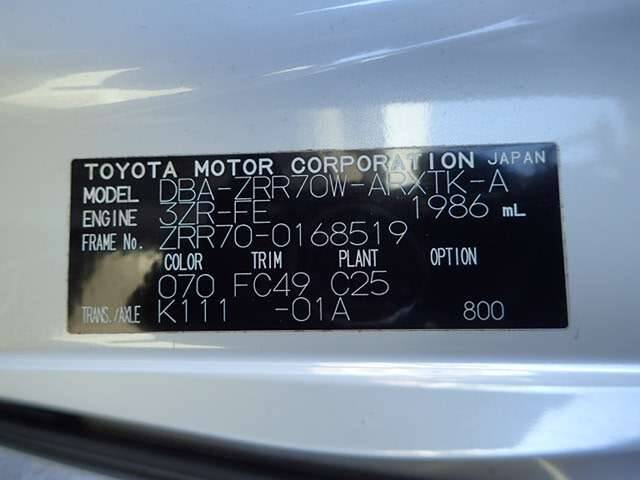 TOYOTA MOTOR CORPORATION JAPAN
MODEL DBA-ZRR70W-ARXTK-A
ENGINE 3ZR-FE 1986 mL
FRAME No. ZRR70-0168519
COLOR TRIM PLANT OPTION
070 FC49 C25
TRANS./AXLE K111 -01A 800